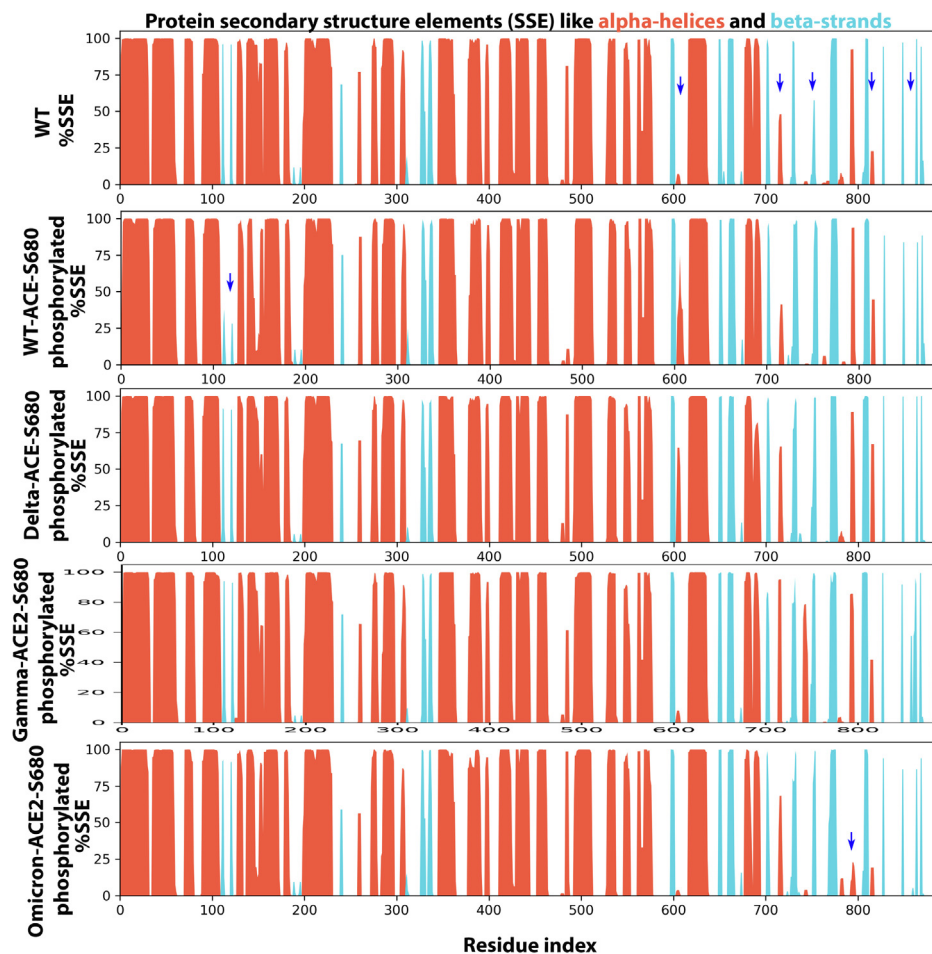 Protein secondary structure elements (SSE) like alpha-helices and beta-strands
WT
%SSE
100
75
50
25
0
0 100 200 300 400 500 600 700 800
WT-ACE-S680
phosphorylated
%SSE
100
75
50
25
0
0 100 200 300 400 500 600 700 800
Delta-ACE-S680
phosphorylated
%SSE
100
75
50
25
0
0 100 200 300 400 500 600 700 800
Gamma-ACE2-S680
phosphorylated
%SSE
100
80
60
40
20
0
0 100 200 300 400 500 600 700 800
Omicron-ACE2-S680
phosphorylated
%SSE
100
75
50
25
0
0 100 200 300 400 500 600 700 800
Residue index